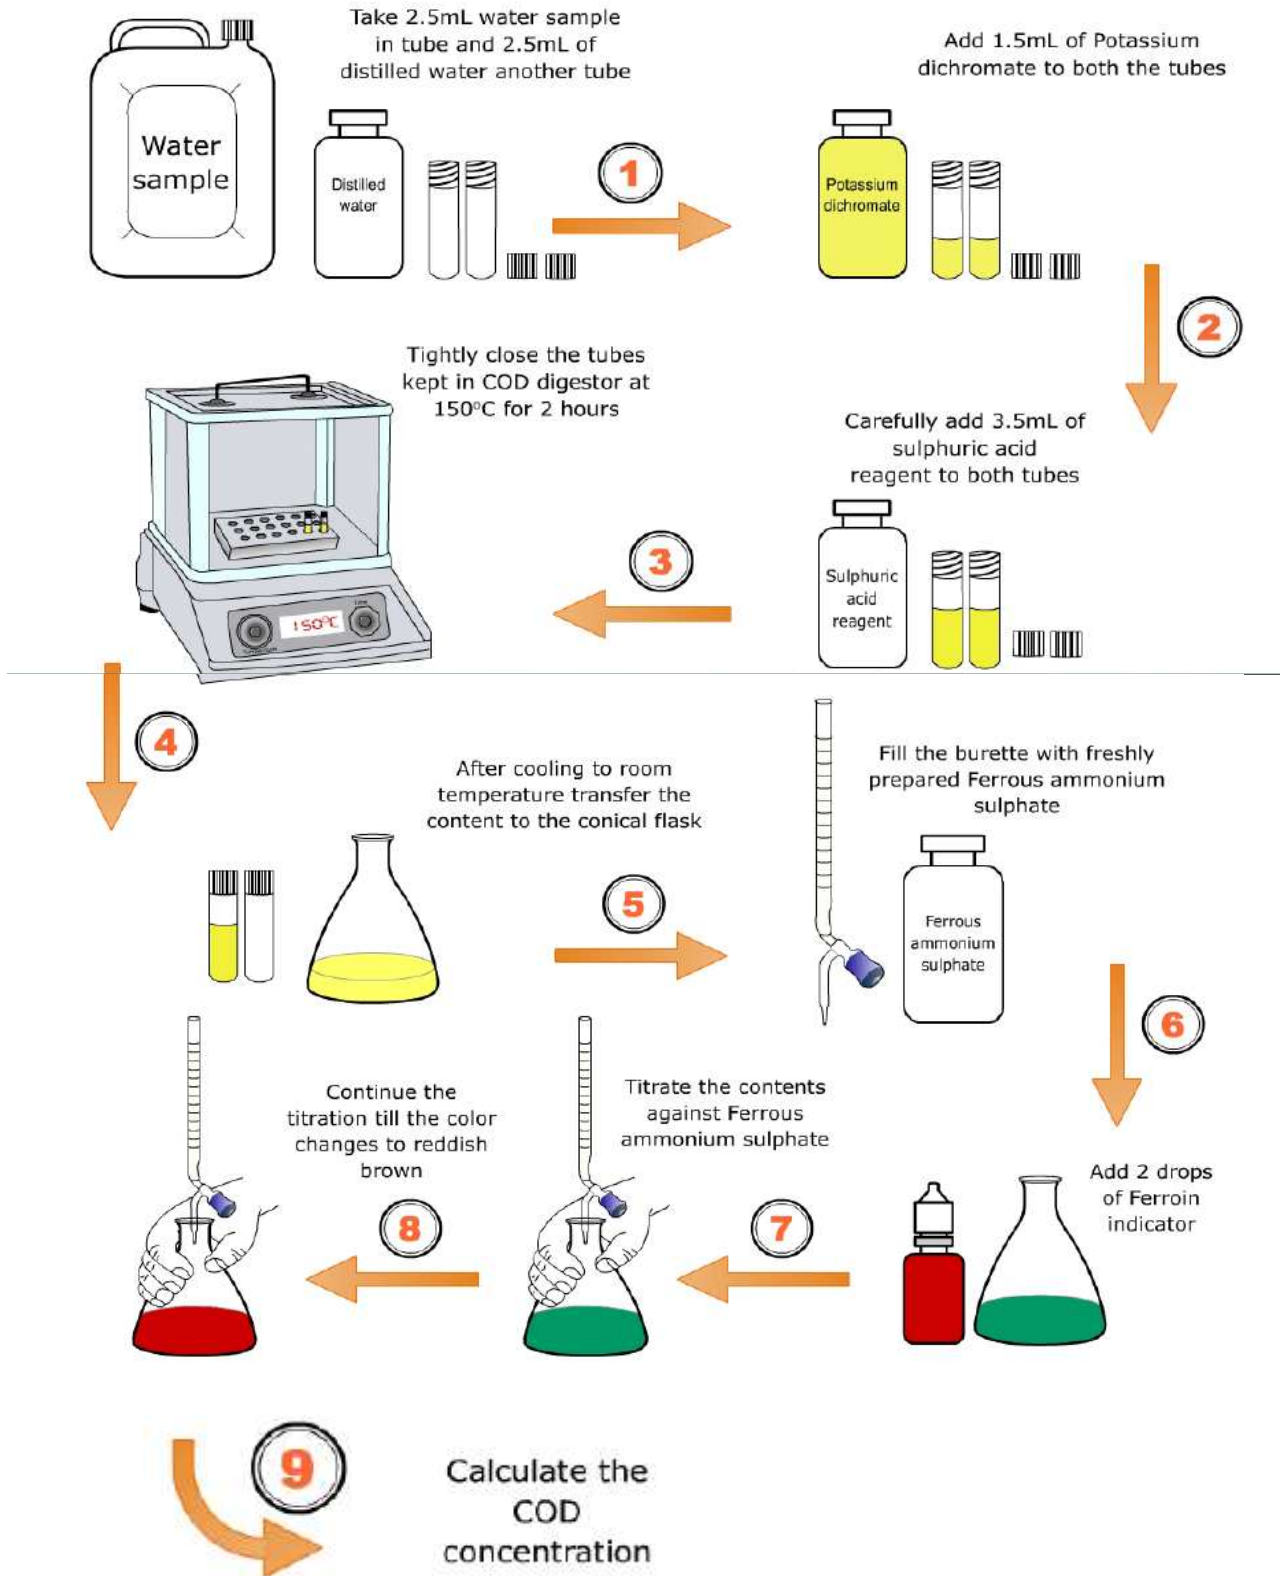 Take 2.5mL water sample
in tube and 2.5mL of
distilled water another tube
Water
sample
Distilled
water
1
Add 1.5mL of Potassium
dichromate to both the tubes
Potassium
dichromate
2
Carefully add 3.5mL of
sulphuric acid
reagent to both tubes
Sulphuric
acid
reagent
3
Tightly close the tubes
kept in COD digestor at
150⁰C for 2 hours
150⁰C
4
After cooling to room
temperature transfer the
content to the conical flask
5
Fill the burette with freshly
prepared Ferrous ammonium
sulphate
Ferrous
ammonium
sulphate
6
Add 2 drops
of Ferroin
indicator
7
Titrate the contents
against Ferrous
ammonium sulphate
8
Continue the
titration till the color
changes to reddish
brown
9
Calculate the
COD
concentration